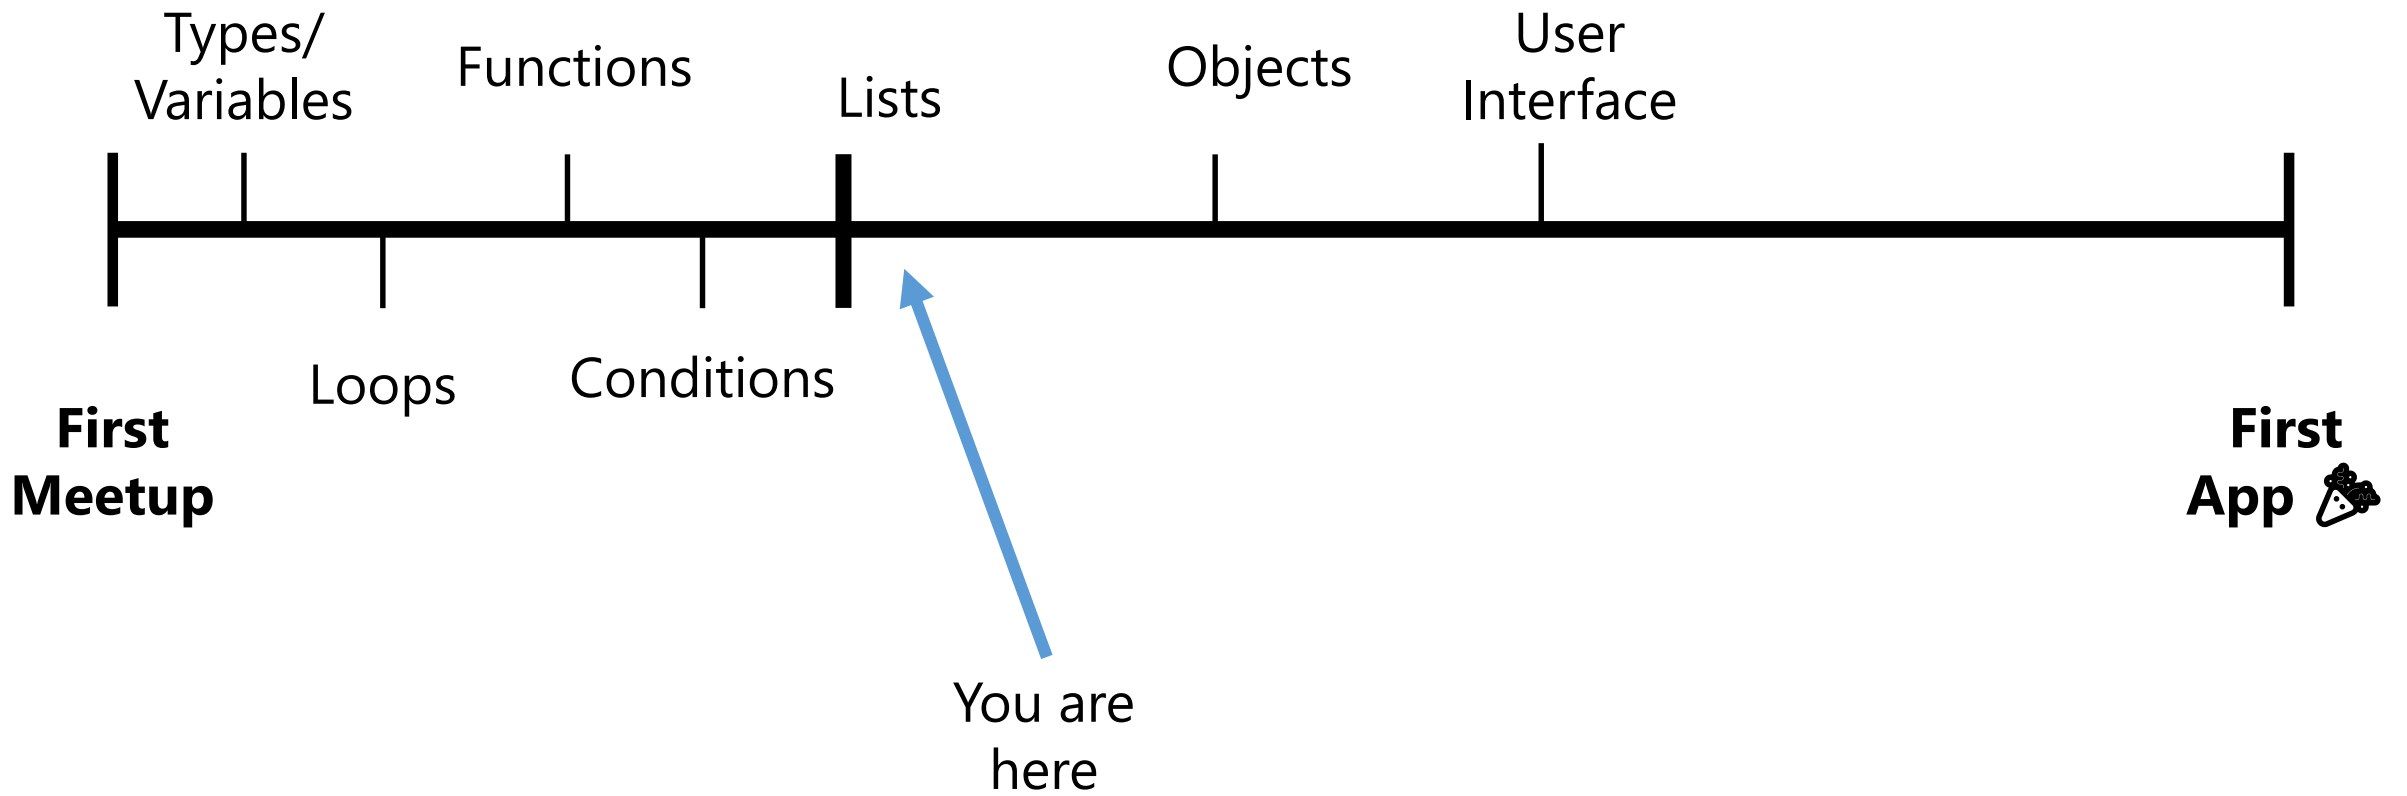 Types/
Variables
Functions
Lists
Objects
User
Interface
Loops
Conditions
First
Meetup
First
App
You are
here